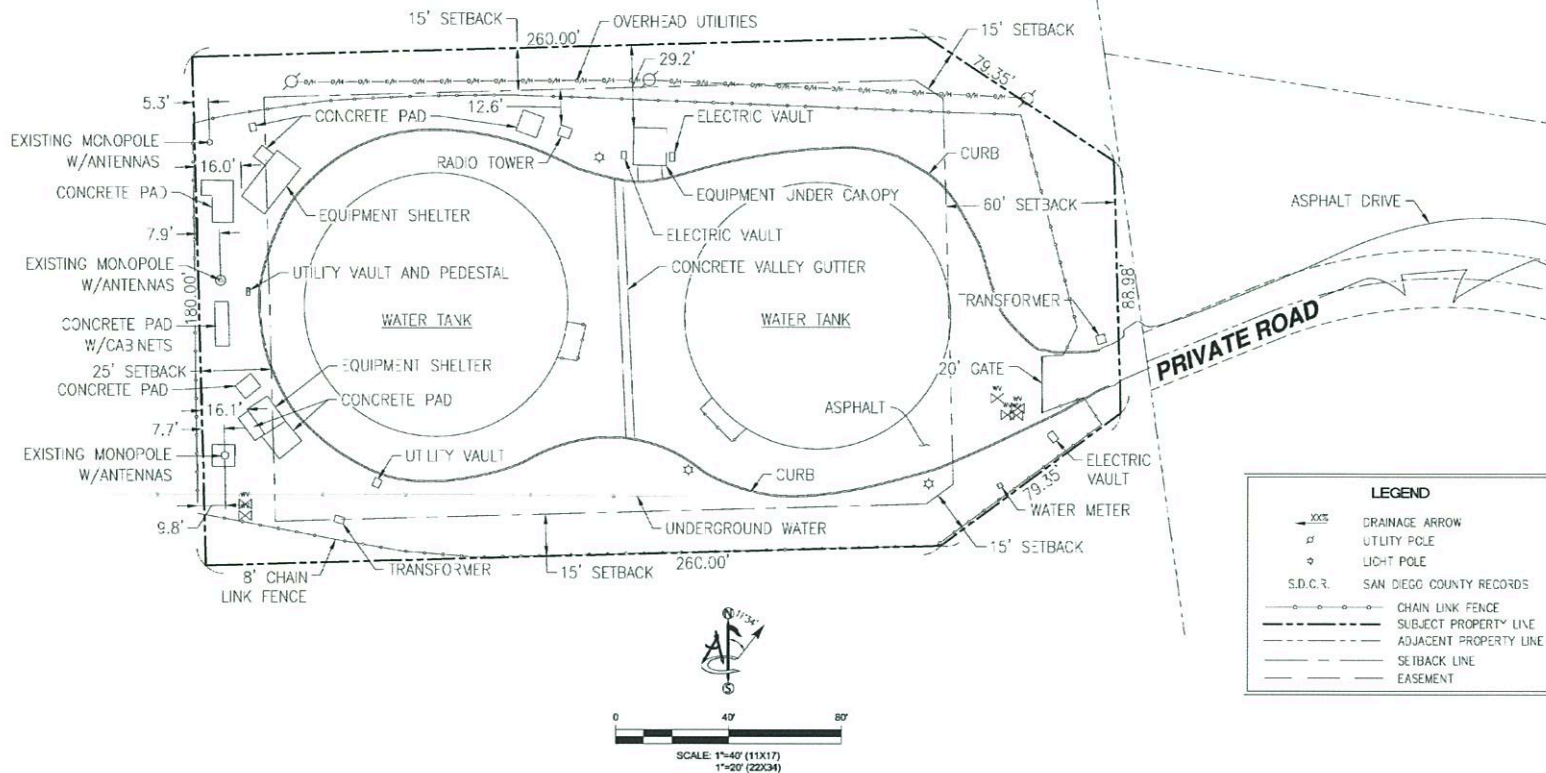 15' SETBACK
OVERHEAD UTILITIES
260.00'
15' SETBACK
79.35'
29.2'
5.3'
12.6'
CONCRETE PAD
ELECTRIC VAULT
EXISTING MONOPOLE
W/ANTENNAS
16.0'
RADIO TOWER
CURB
CONCRETE PAD
EQUIPMENT UNDER CANOPY
EQUIPMENT SHELTER
60' SETBACK
ASPHALT DRIVE
7.9'
ELECTRIC VAULT
EXISTING MONOPOLE
W/ANTENNAS
UTILITY VAULT AND PEDESTAL
CONCRETE VALLEY GUTTER
88.98'
180.00'
TRANSFORMER
CONCRETE PAD
W/CABINETS
WATER TANK
WATER TANK
PRIVATE ROAD
25' SETBACK
EQUIPMENT SHELTER
20' GATE
CONCRETE PAD
CONCRETE PAD
16.1'
ASPHALT
WV
WV
WV
7.7'
EXISTING MONOPOLE
W/ANTENNAS
UTILITY VAULT
CURB
ELECTRIC
VAULT
79.35'
WATER METER
WV
9.8'
UNDERGROUND WATER
15' SETBACK
8' CHAIN
LINK FENCE
TRANSFORMER
15' SETBACK
260.00'
LEGEND
XX%
DRAINAGE ARROW
UTLITY POLE
LIGHT POLE
S.D.C.R.
SAN DIEGO COUNTY RECORDS
CHAIN LINK FENCE
SUBJECT PROPERTY LINE
ADJACENT PROPERTY LINE
SETBACK LINE
EASEMENT
N
S
0
40'
80'
SCALE: 1"=40' (11X17)
1"=20' (22X34)